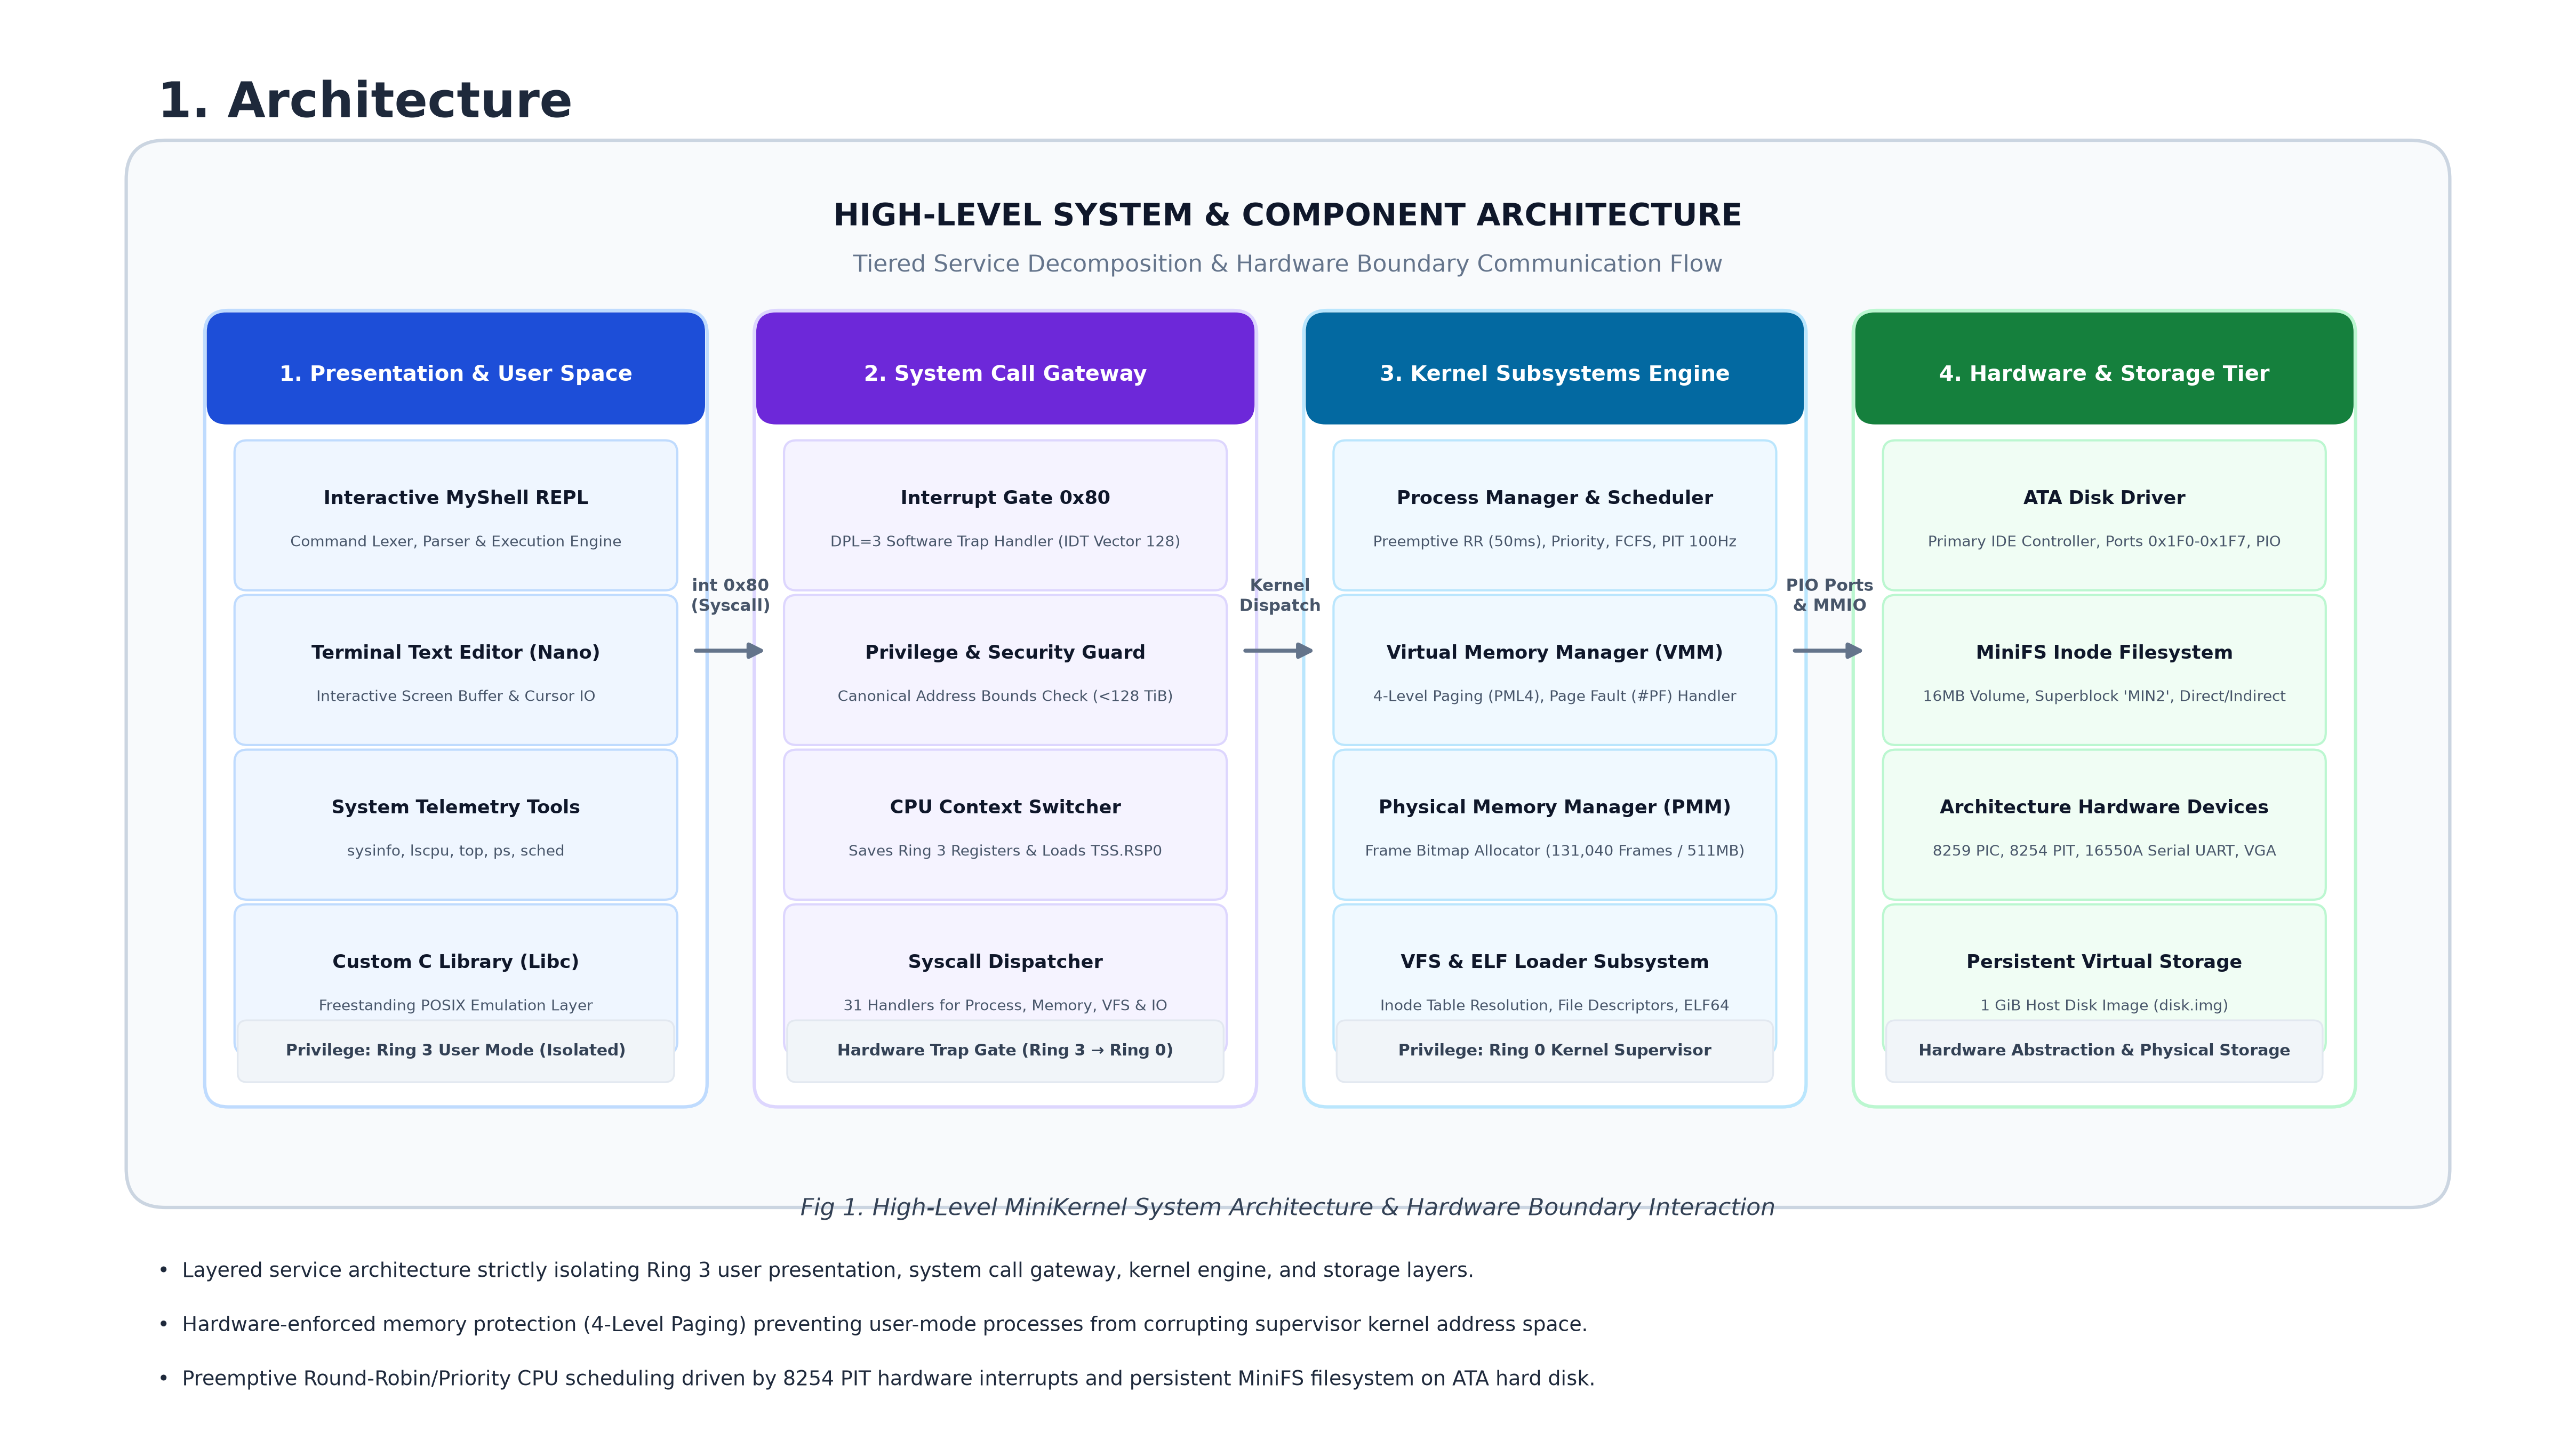 1. Architecture
HIGH-LEVEL SYSTEM & COMPONENT ARCHITECTURE
Tiered Service Decomposition & Hardware Boundary Communication Flow
1. Presentation & User Space
Interactive MyShell REPL
Command Lexer, Parser & Execution Engine
Terminal Text Editor (Nano)
Interactive Screen Buffer & Cursor IO
System Telemetry Tools
sysinfo, lscpu, top, ps, sched
Custom C Library (Libc)
Freestanding POSIX Emulation Layer
Privilege: Ring 3 User Mode (Isolated)
int 0x80
(Syscall)
2. System Call Gateway
Interrupt Gate 0x80
DPL=3 Software Trap Handler (IDT Vector 128)
Privilege & Security Guard
Canonical Address Bounds Check (<128 TiB)
CPU Context Switcher
Saves Ring 3 Registers & Loads TSS.RSP0
Syscall Dispatcher
31 Handlers for Process, Memory, VFS & IO
Hardware Trap Gate (Ring 3 → Ring 0)
Kernel
Dispatch
3. Kernel Subsystems Engine
Process Manager & Scheduler
Preemptive RR (50ms), Priority, FCFS, PIT 100Hz
Virtual Memory Manager (VMM)
4-Level Paging (PML4), Page Fault (#PF) Handler
Physical Memory Manager (PMM)
Frame Bitmap Allocator (131,040 Frames / 511MB)
VFS & ELF Loader Subsystem
Inode Table Resolution, File Descriptors, ELF64
Privilege: Ring 0 Kernel Supervisor
PIO Ports
& MMIO
4. Hardware & Storage Tier
ATA Disk Driver
Primary IDE Controller, Ports 0x1F0-0x1F7, PIO
MiniFS Inode Filesystem
16MB Volume, Superblock 'MIN2', Direct/Indirect
Architecture Hardware Devices
8259 PIC, 8254 PIT, 16550A Serial UART, VGA
Persistent Virtual Storage
1 GiB Host Disk Image (disk.img)
Hardware Abstraction & Physical Storage
Fig 1. High-Level MiniKernel System Architecture & Hardware Boundary Interaction
• Layered service architecture strictly isolating Ring 3 user presentation, system call gateway, kernel engine, and storage layers.
• Hardware-enforced memory protection (4-Level Paging) preventing user-mode processes from corrupting supervisor kernel address space.
• Preemptive Round-Robin/Priority CPU scheduling driven by 8254 PIT hardware interrupts and persistent MiniFS filesystem on ATA hard disk.